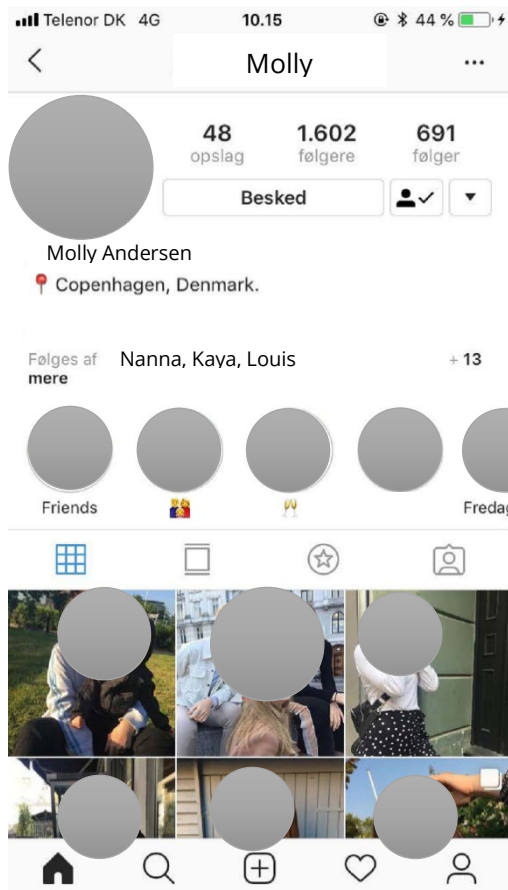 Telenor DK 4G 10.15 44 %
Molly
48 1.602 691
opslag følgere følger
Besked
Molly Andersen
Copenhagen, Denmark.
Følges af Nanna, Kaya, Louis + 13
mere
Friends Fredag